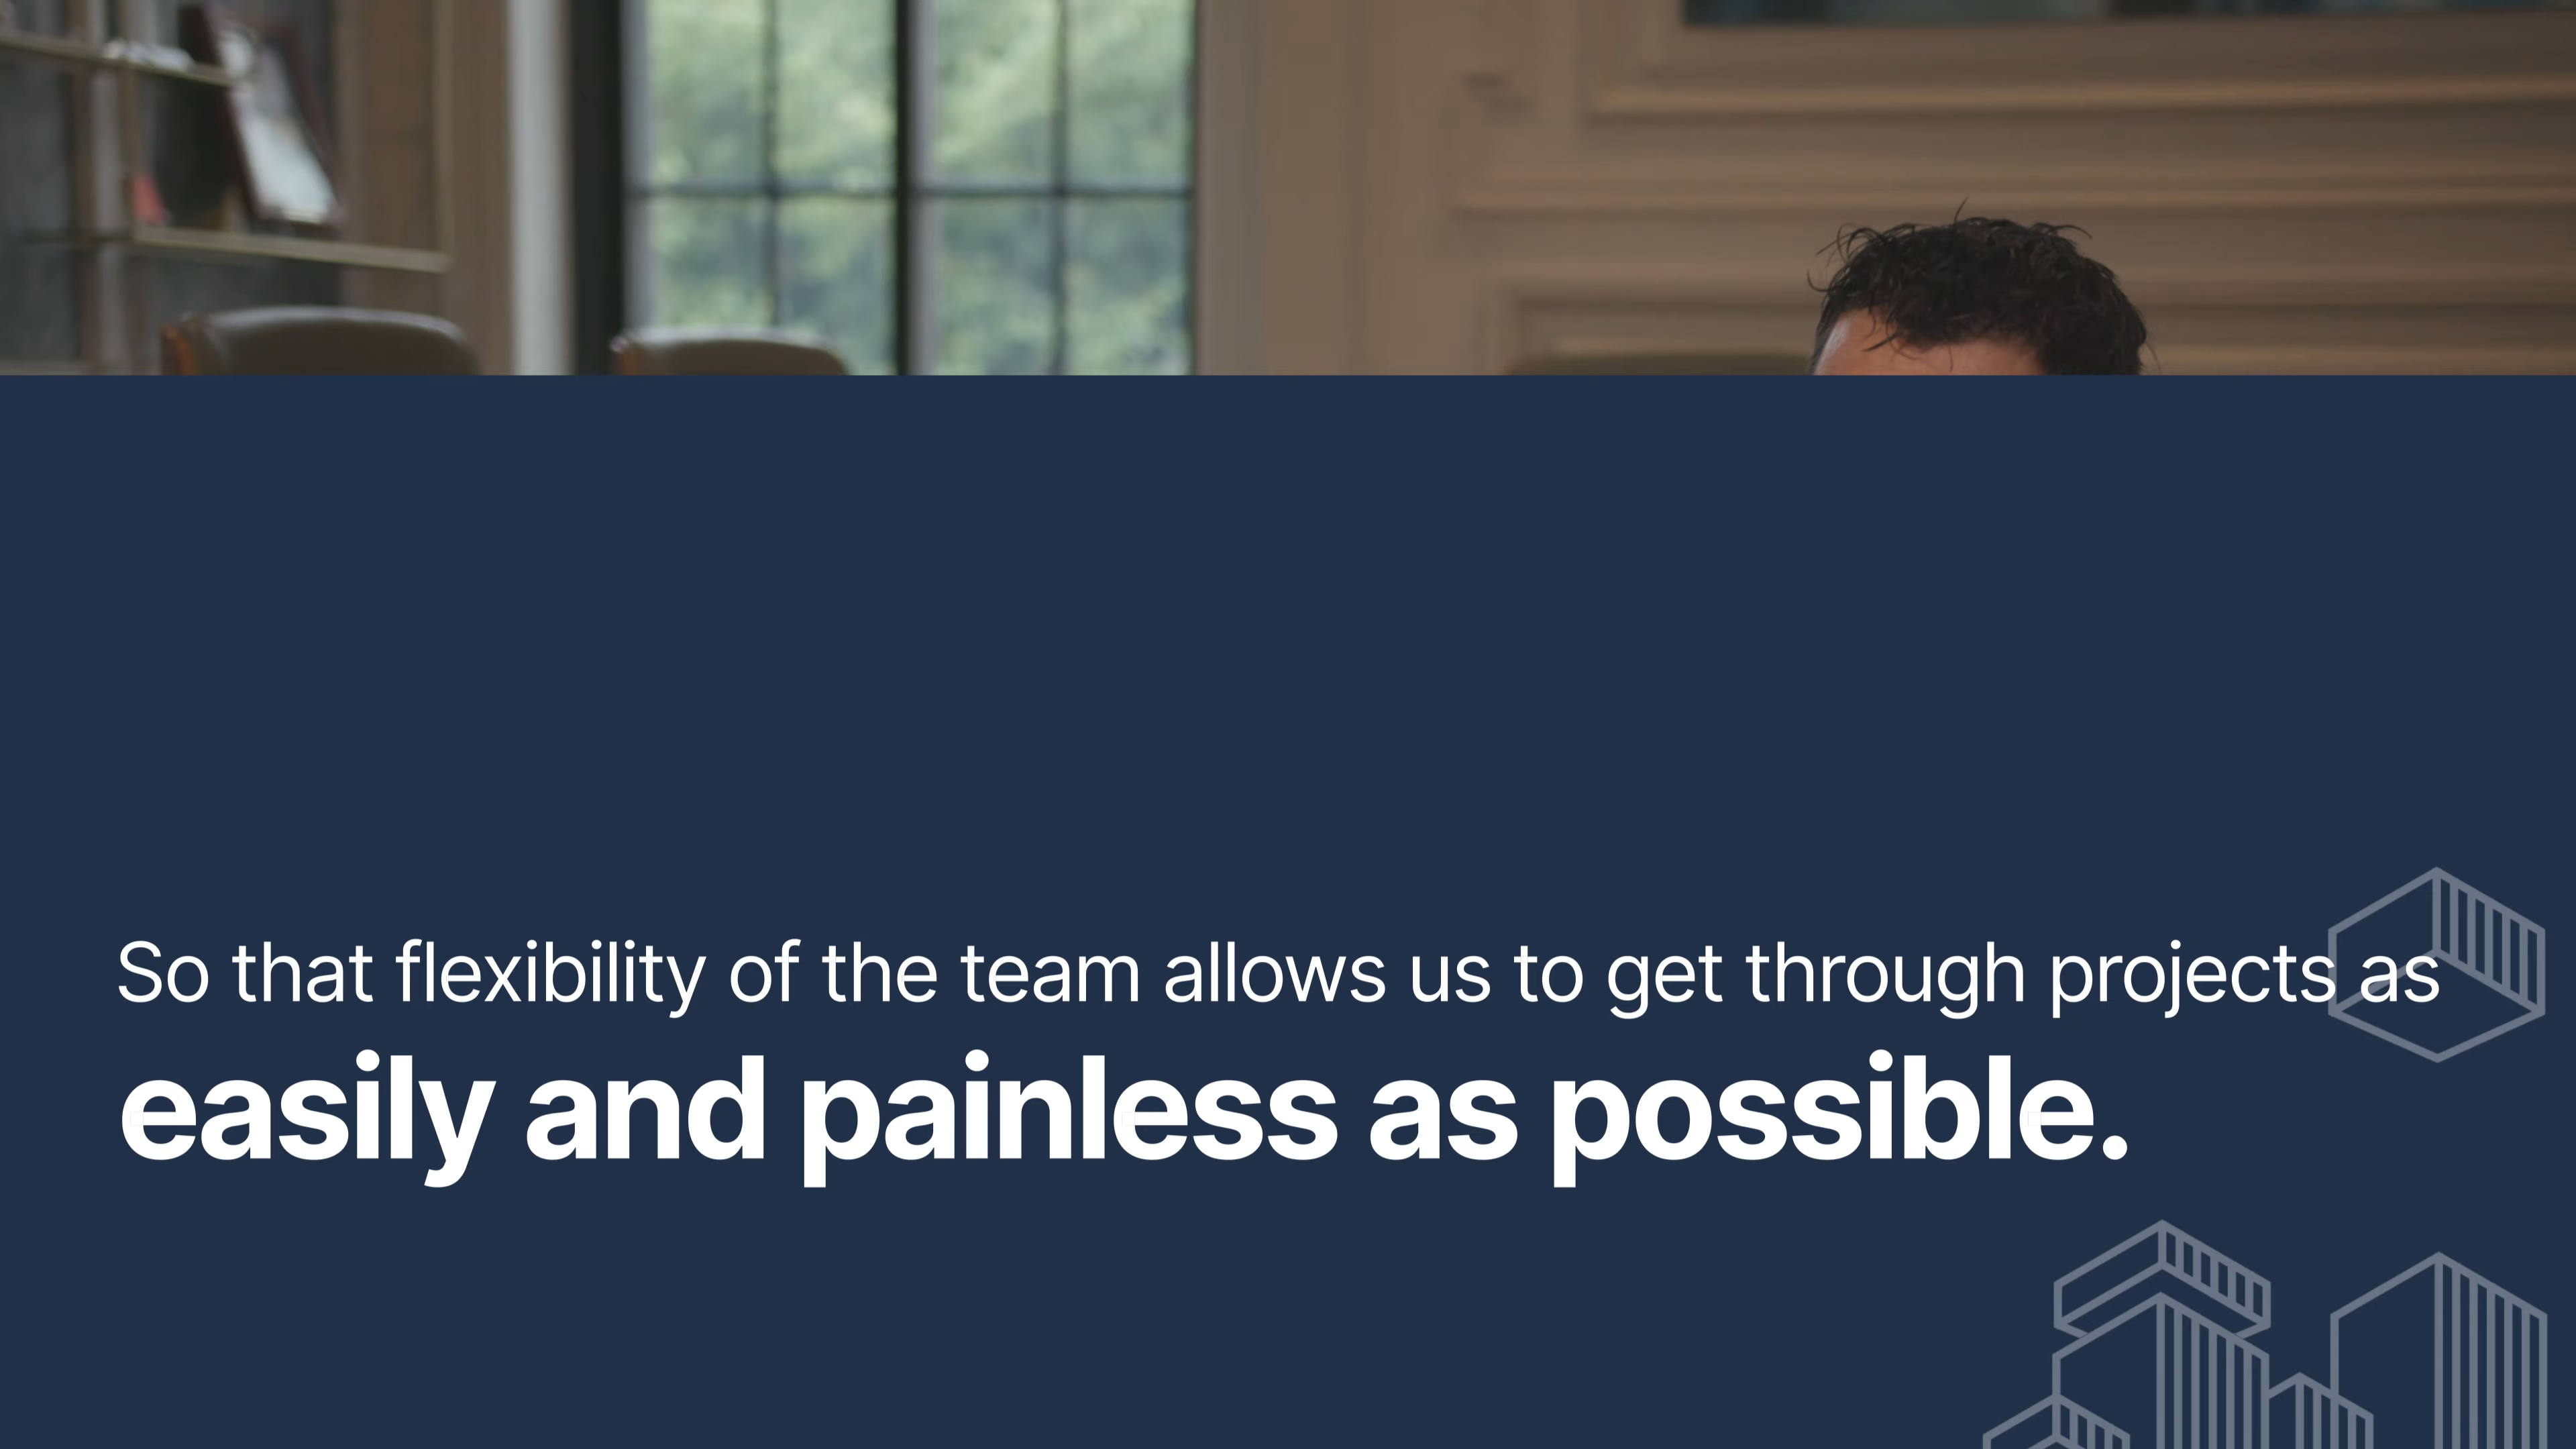 So that flexibility of the team allows us to get through projects as
easily and painless as possible.